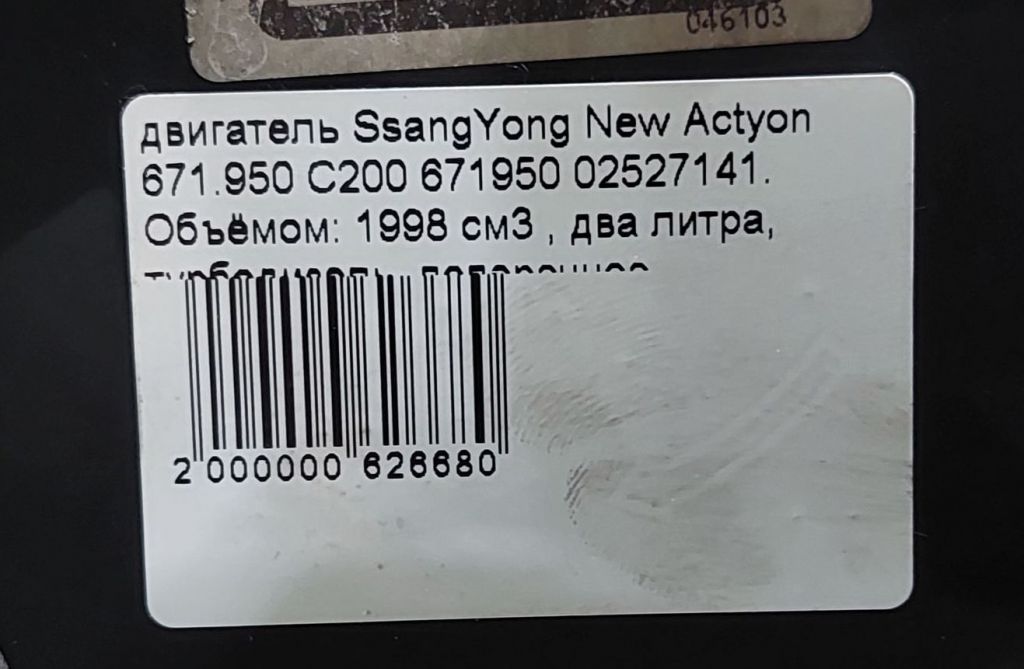 046103
двигатель SsangYong New Actyon
671.950 C200 671950 02527141.
Объёмом: 1998 см3 , два литра,
2 000000 626680